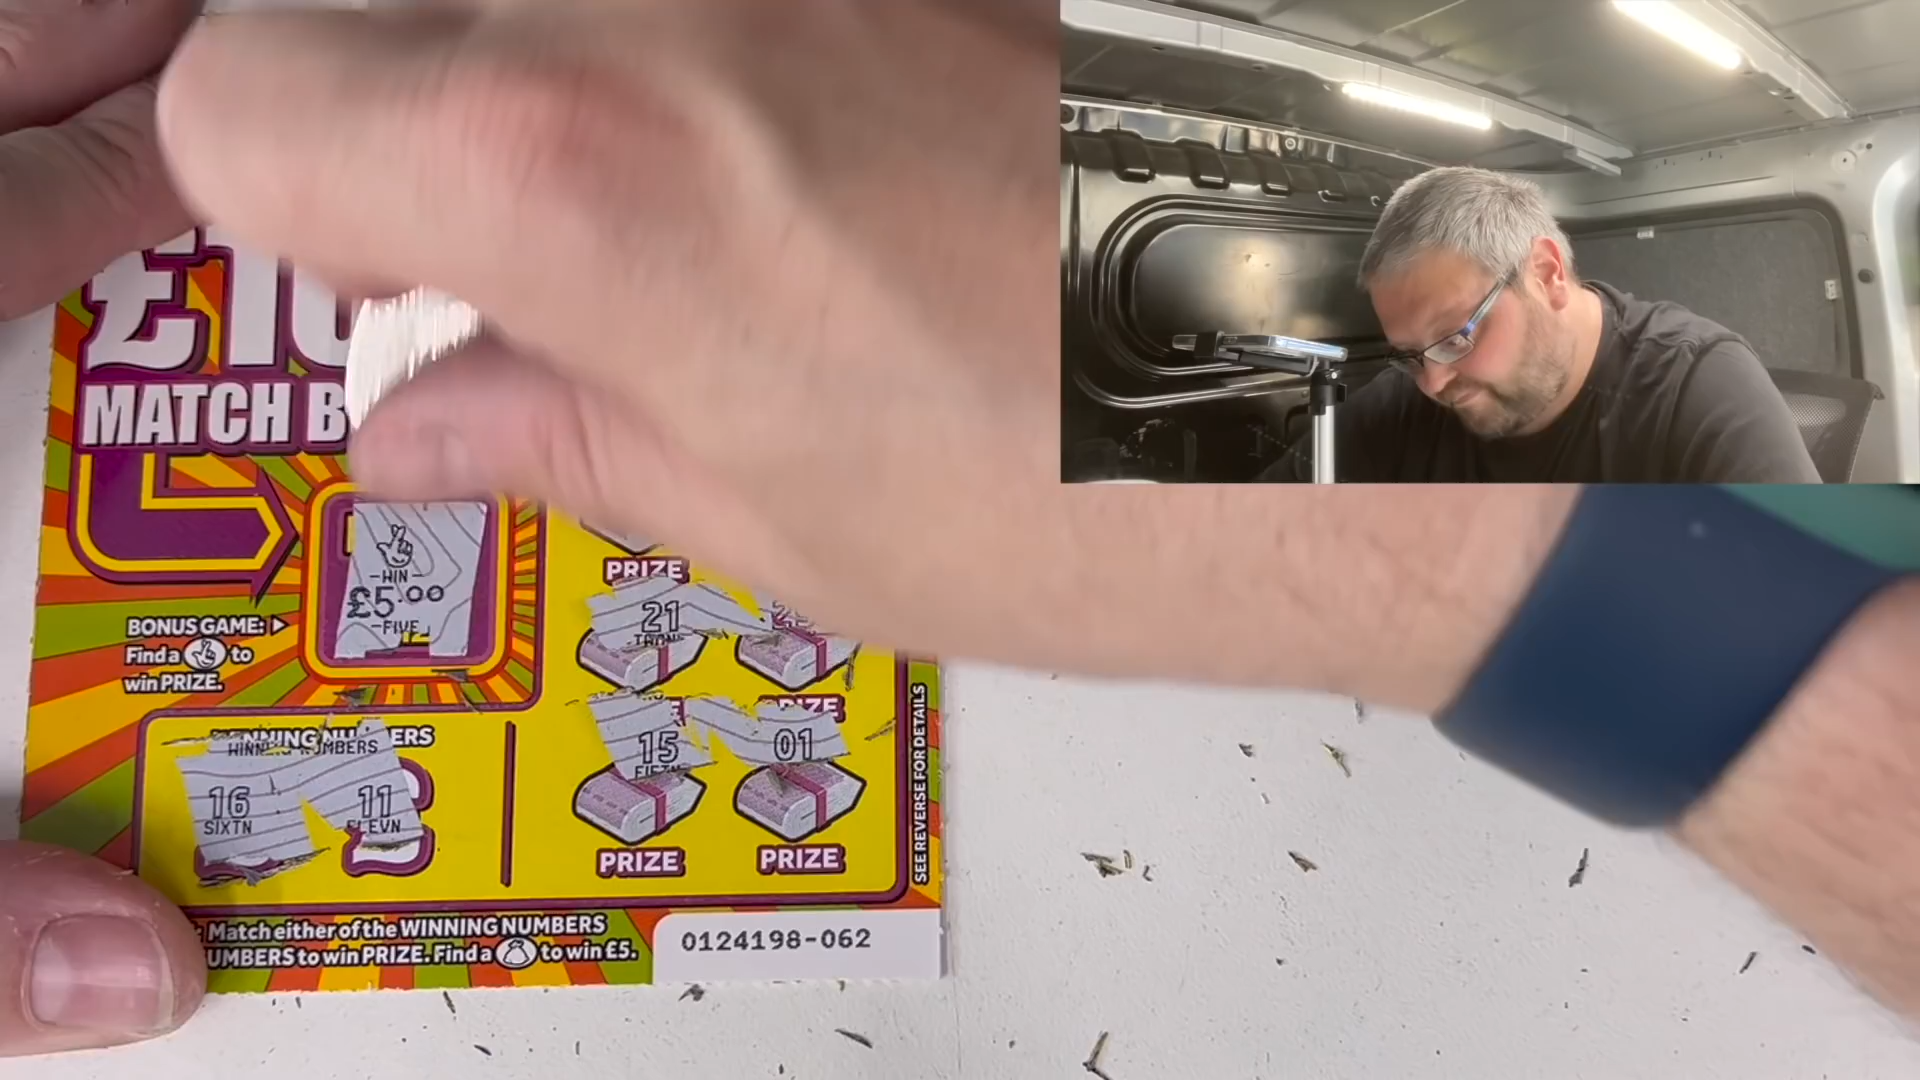 £10
MATCH B
WIN
£5.00
FIVE
BONUS GAME:
Find a to
win PRIZE.
PRIZE
21
PRIZE
15
01
WINNING NUMBERS
16
11
SIXTN
ELEVN
PRIZE
PRIZE
SEE REVERSE FOR DETAILS
: Match either of the WINNING NUMBERS
UMBERS to win PRIZE. Find a to win £5.
0124198-062